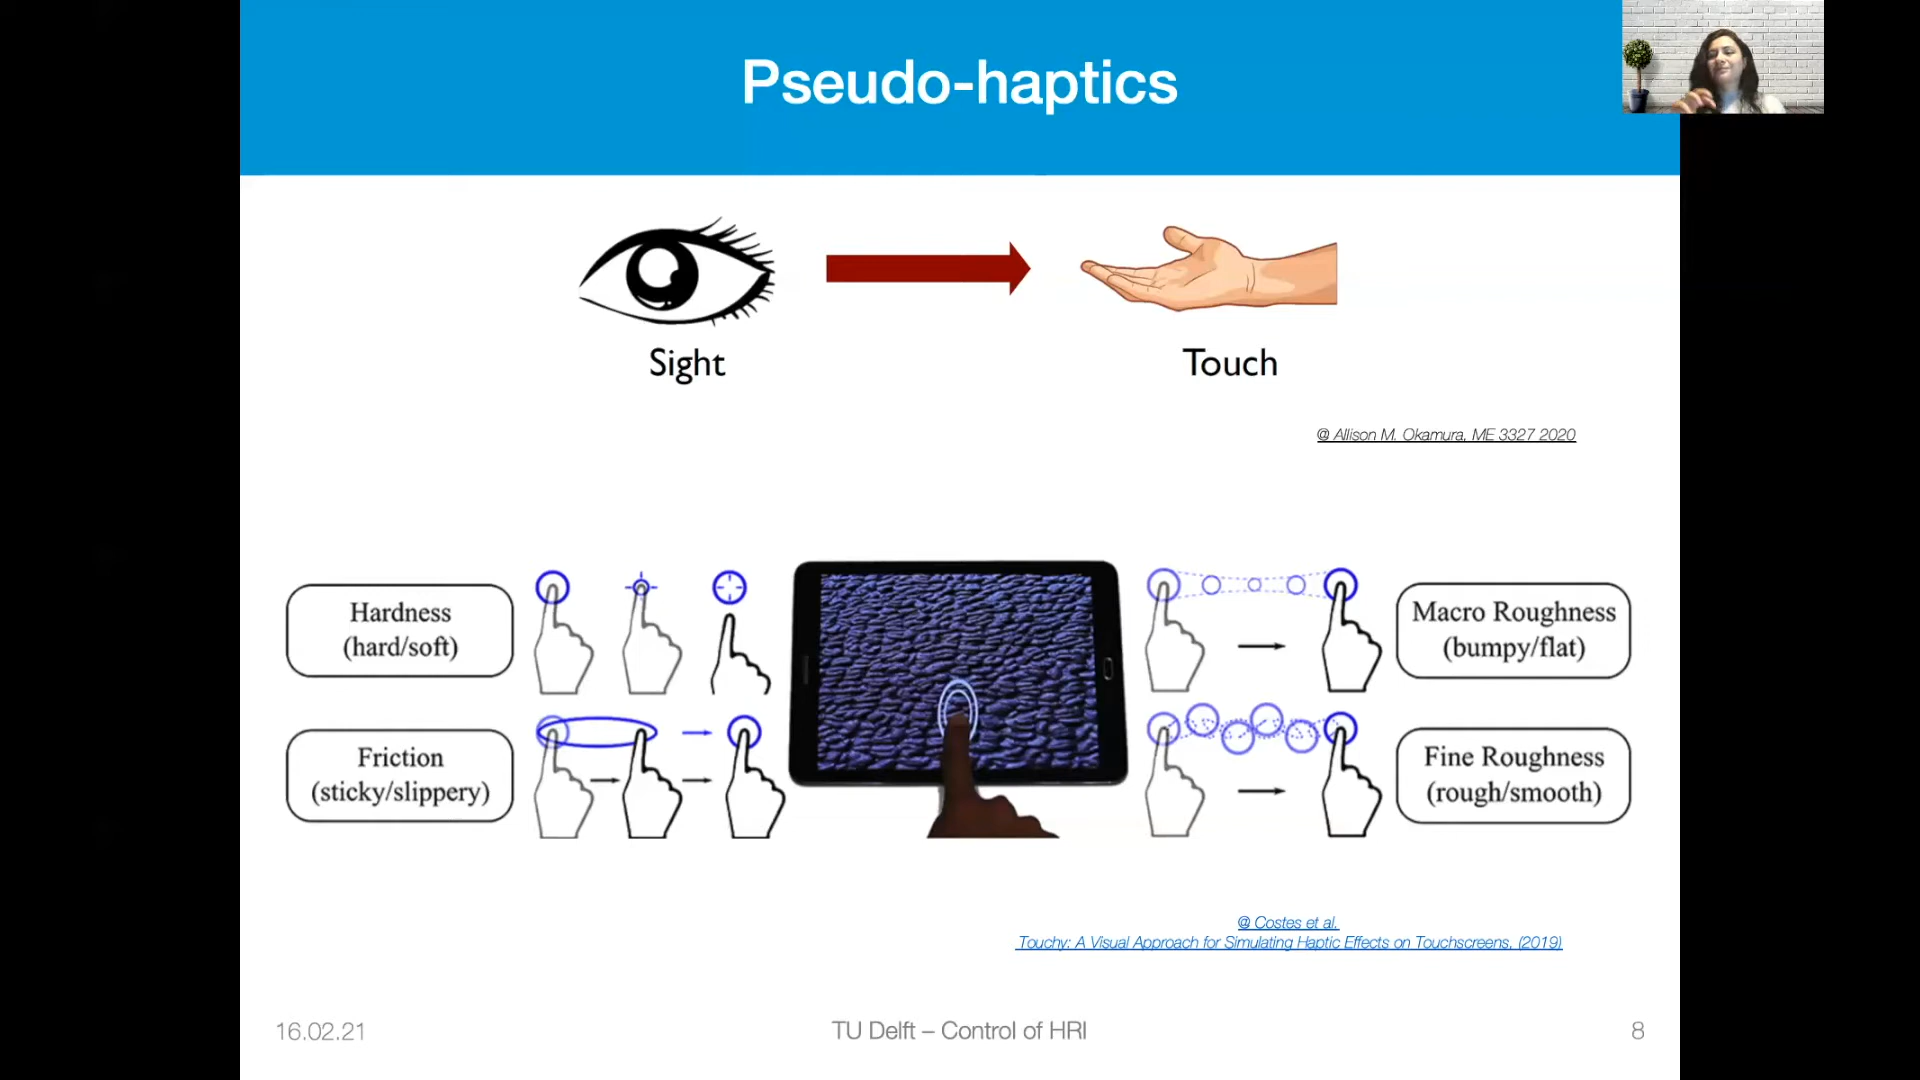 Pseudo-haptics
Sight
Touch
@ Allison M. Okamura, ME 3327 2020
Hardness
(hard/soft)
Macro Roughness
(bumpy/flat)
Friction
(sticky/slippery)
Fine Roughness
(rough/smooth)
@ Costes et al.
Touchy: A Visual Approach for Simulating Haptic Effects on Touchscreens, (2019)
16.02.21
TU Delft – Control of HRI
8